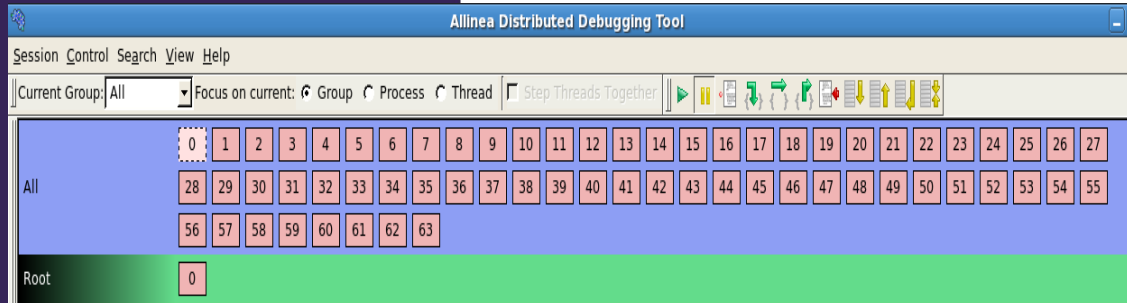 Allinea Distributed Debugging Tool
Session Control Search View Help
Current Group: All Focus on current: Group Process Thread Step Threads Together
0 1 2 3 4 5 6 7 8 9 10 11 12 13 14 15 16 17 18 19 20 21 22 23 24 25 26 27
All 28 29 30 31 32 33 34 35 36 37 38 39 40 41 42 43 44 45 46 47 48 49 50 51 52 53 54 55
56 57 58 59 60 61 62 63
Root 0